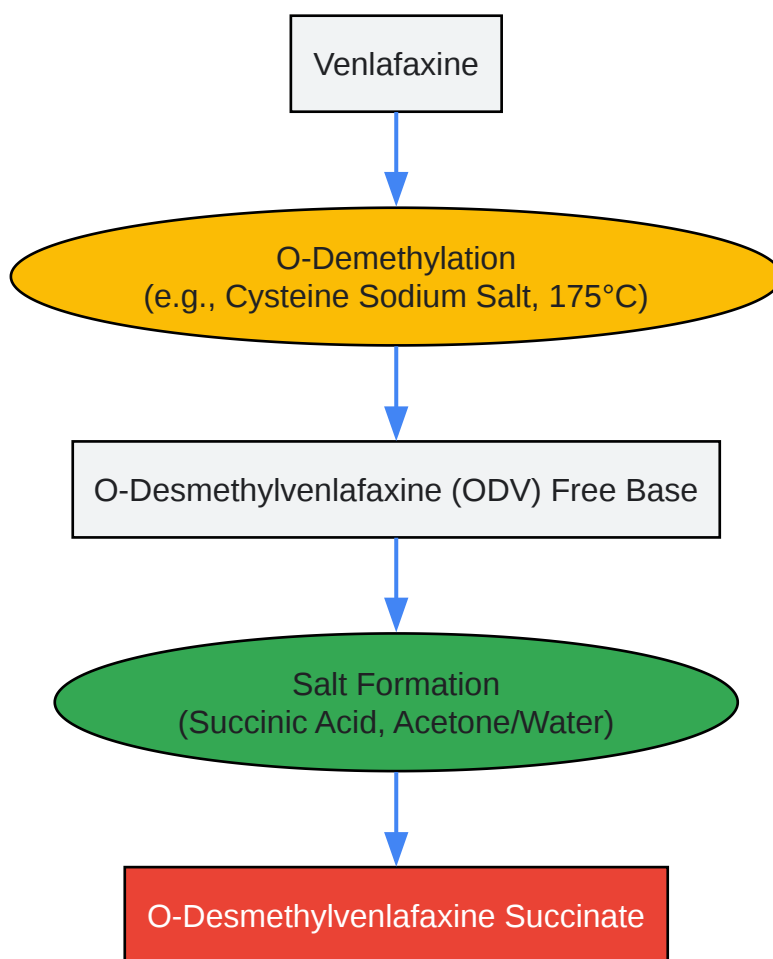 Venlafaxine
O-Demethylation
(e.g., Cysteine Sodium Salt, 175°C)
O-Desmethylvenlafaxine (ODV) Free Base
Salt Formation
(Succinic Acid, Acetone/Water)
O-Desmethylvenlafaxine Succinate